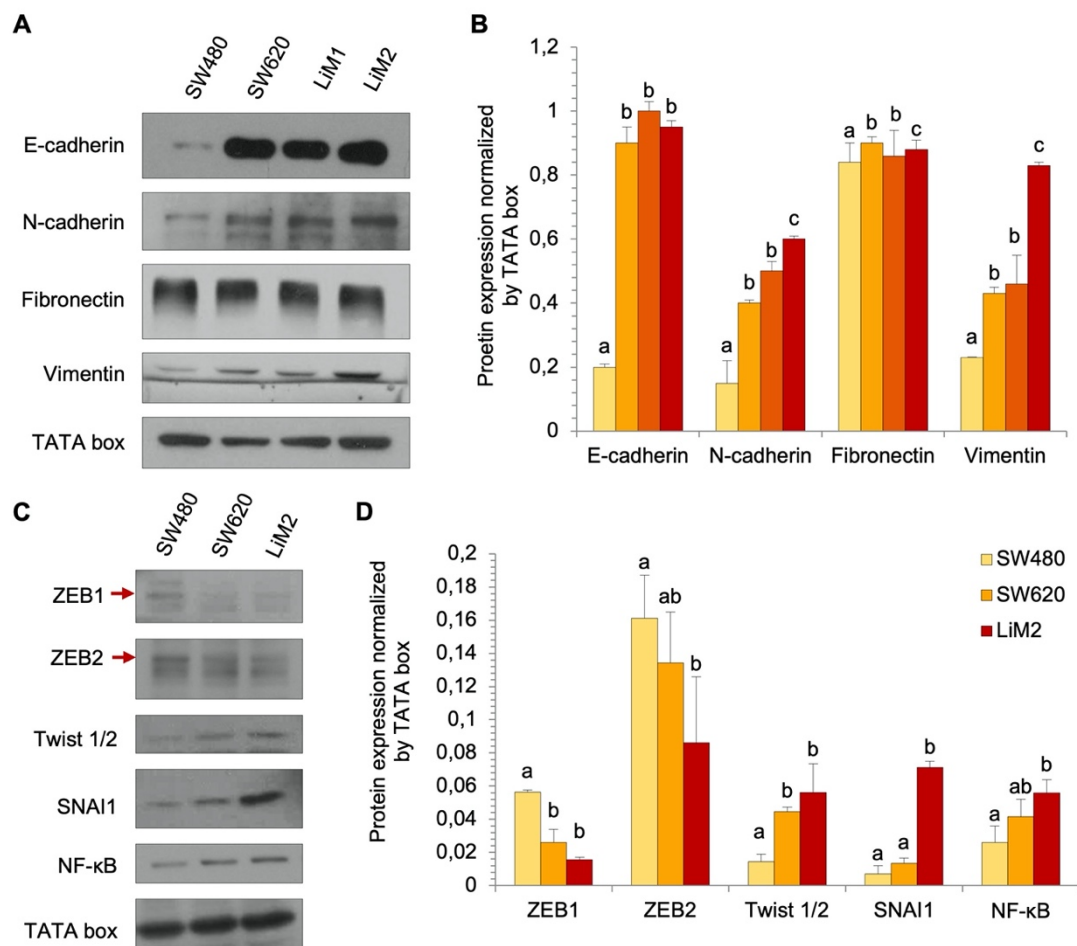 A
SW480
SW620
LiM1
LiM2
E-cadherin
N-cadherin
Fibronectin
Vimentin
TATA box
B
Proetin expression normalized
by TATA box
1,2
1
0,8
0,6
0,4
0,2
0
a
b
b
b
a
b
b
c
a
b
b
c
a
b
b
c
E-cadherin
N-cadherin
Fibronectin
Vimentin
C
SW480
SW620
LiM2
ZEB1
ZEB2
Twist 1/2
SNAI1
NF-κB
TATA box
D
Protein expression normalized
by TATA box
0,2
0,18
0,16
0,14
0,12
0,1
0,08
0,06
0,04
0,02
0
a
b
b
a
ab
b
a
b
b
a
a
b
a
ab
b
SW480
SW620
LiM2
ZEB1
ZEB2
Twist 1/2
SNAI1
NF-κB